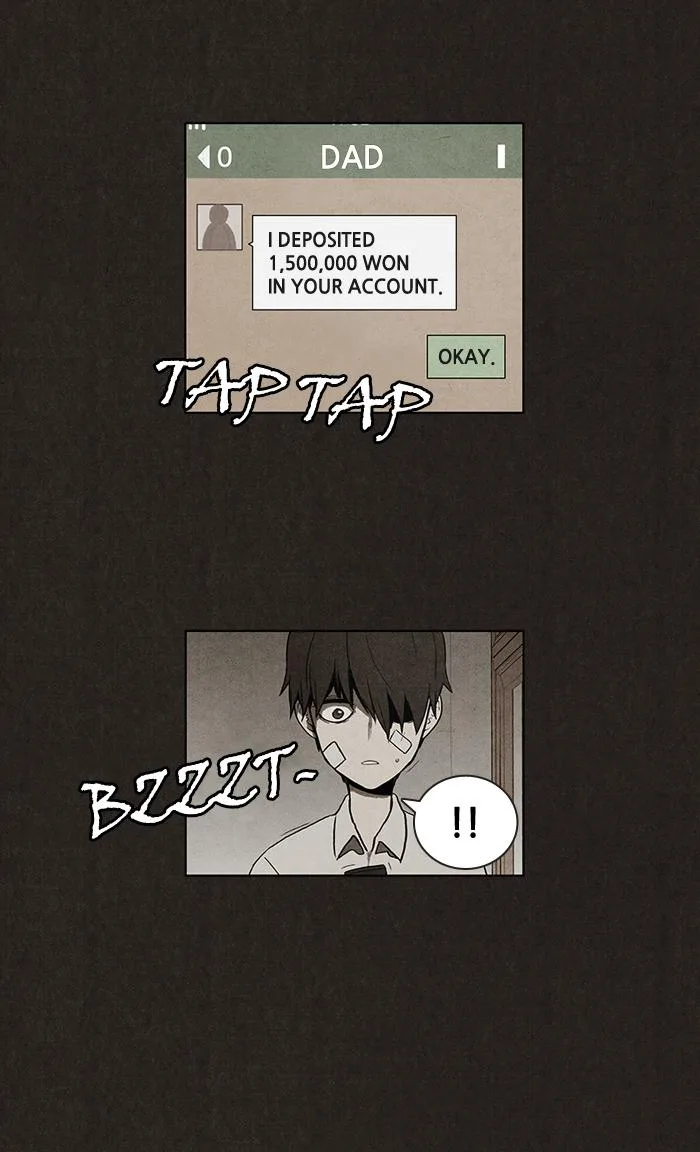 0 DAD
I DEPOSITED
1,500,000 WON
IN YOUR ACCOUNT.
OKAY.
TAP TAP
BZZZT-
!!